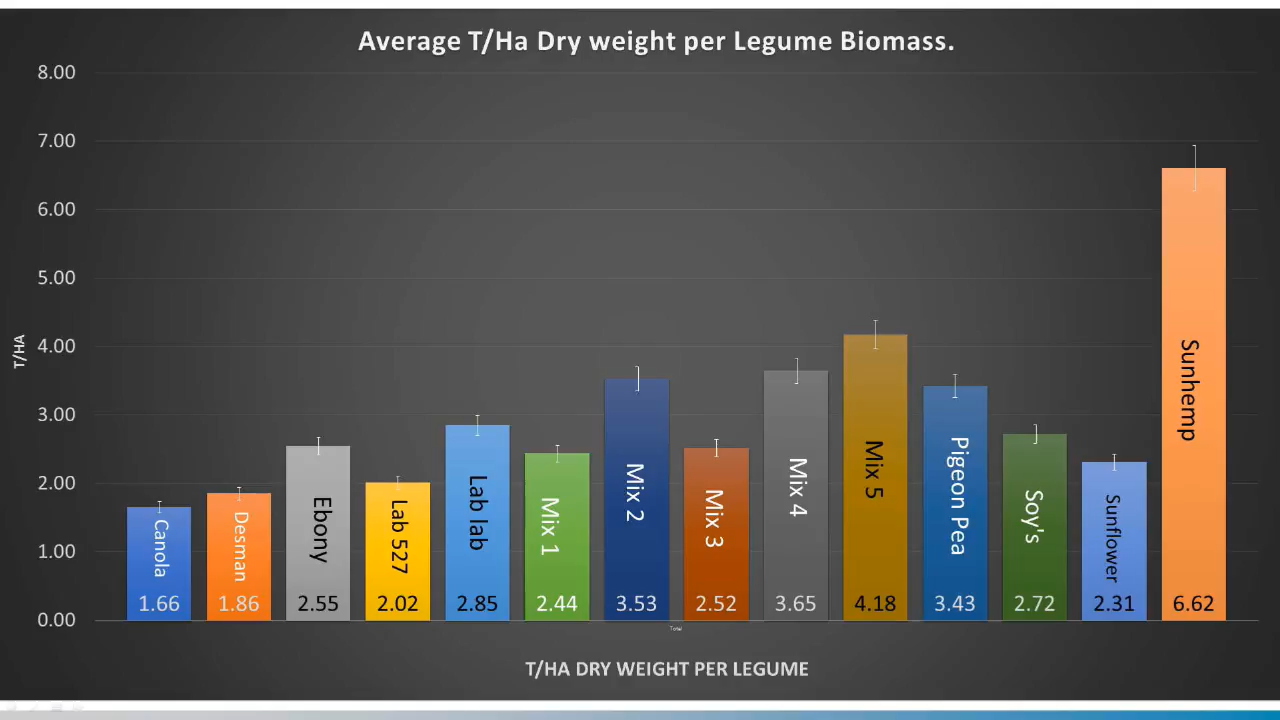 Average T/Ha Dry weight per Legume Biomass.
8.00
7.00
6.00
5.00
4.00
3.00
2.00
1.00
0.00
T/HA
Canola
1.66
Desman
1.86
Ebony
2.55
Lab 527
2.02
Lab lab
2.85
Mix 1
2.44
Mix 2
3.53
Mix 3
2.52
Mix 4
3.65
Mix 5
4.18
Pigeon Pea
3.43
Soy's
2.72
Sunflower
2.31
Sunhemp
6.62
Total
T/HA DRY WEIGHT PER LEGUME